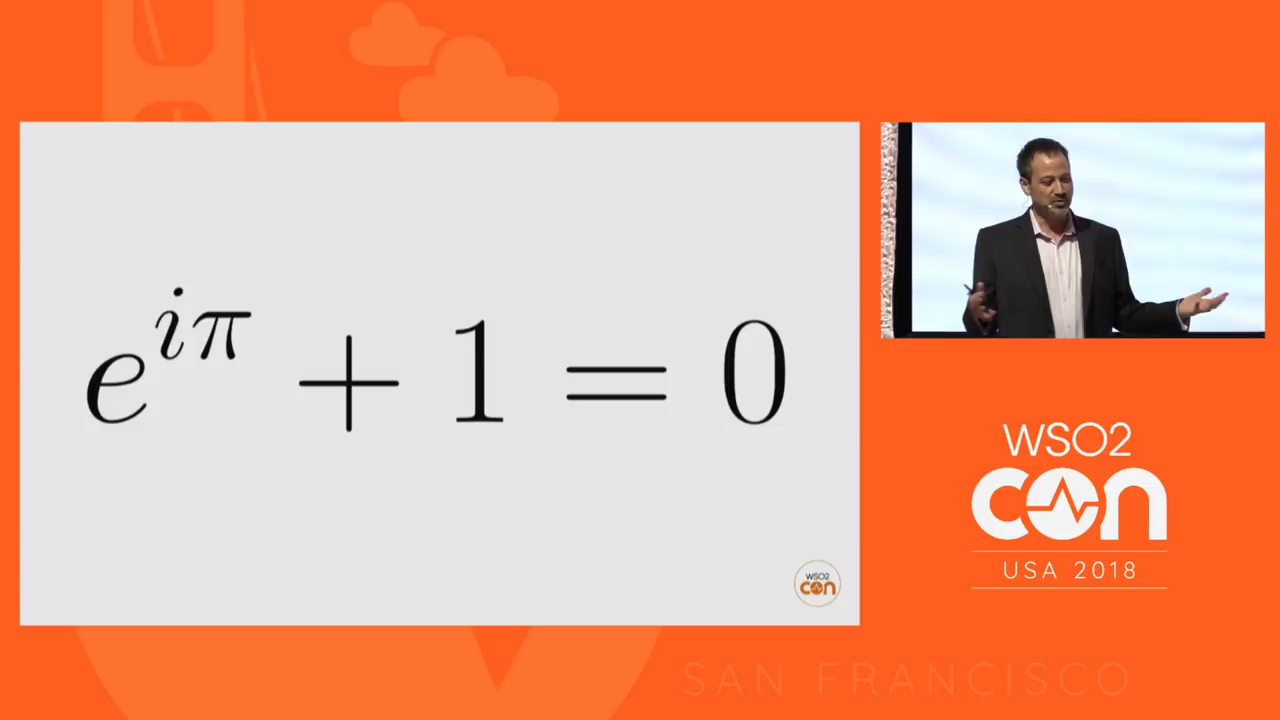 e^{iπ} + 1 = 0
WSO2
con
WSO2
con
USA 2018
SAN FRANCISCO